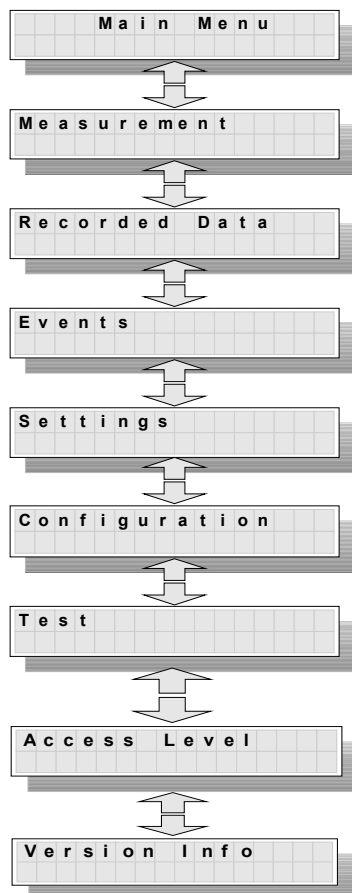 Main Menu
Measurement
Recorded Data
Events
Settings
Configuration
Test
Access Level
Version Info